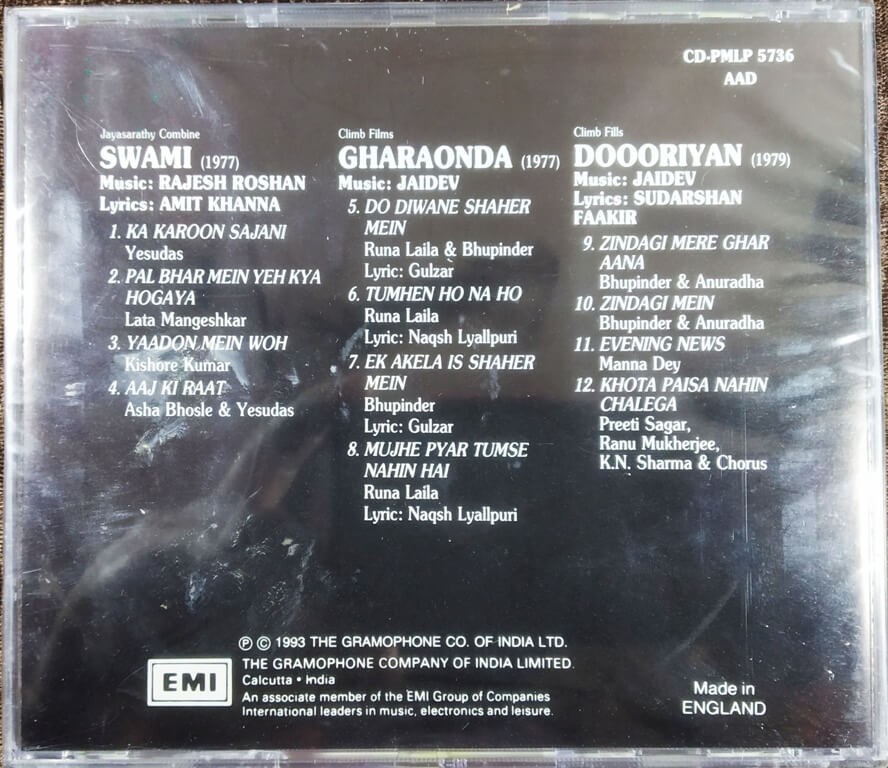 CD-PMLP 5736
AAD
Jayasarathy Combine
SWAMI (1977)
Music: RAJESH ROSHAN
Lyrics: AMIT KHANNA
1. KA KAROON SAJANI
Yesudas
2. PAL BHAR MEIN YEH KYA
HOGAYA
Lata Mangeshkar
3. YAADON MEIN WOH
Kishore Kumar
4. AAJ KI RAAT
Asha Bhosle & Yesudas
Climb Films
GHARAONDA (1977)
Music: JAIDEV
5. DO DIWANE SHAHER
MEIN
Runa Laila & Bhupinder
Lyric: Gulzar
6. TUMHEN HO NA HO
Runa Laila
Lyric: Naqsh Lyallpuri
7. EK AKELA IS SHAHER
MEIN
Bhupinder
Lyric: Gulzar
8. MUJHE PYAR TUMSE
NAHIN HAI
Runa Laila
Lyric: Naqsh Lyallpuri
Climb Fills
DOOORIYAN (1979)
Music: JAIDEV
Lyrics: SUDARSHAN
FAAKIR
9. ZINDAGI MERE GHAR
AANA
Bhupinder & Anuradha
10. ZINDAGI MEIN
Bhupinder & Anuradha
11. EVENING NEWS
Manna Dey
12. KHOTA PAISA NAHIN
CHALEGA
Preeti Sagar,
Ranu Mukherjee,
K.N. Sharma & Chorus
℗ © 1993 THE GRAMOPHONE CO. OF INDIA LTD.
EMI
THE GRAMOPHONE COMPANY OF INDIA LIMITED.
Calcutta • India
An associate member of the EMI Group of Companies
International leaders in music, electronics and leisure.
Made in
ENGLAND